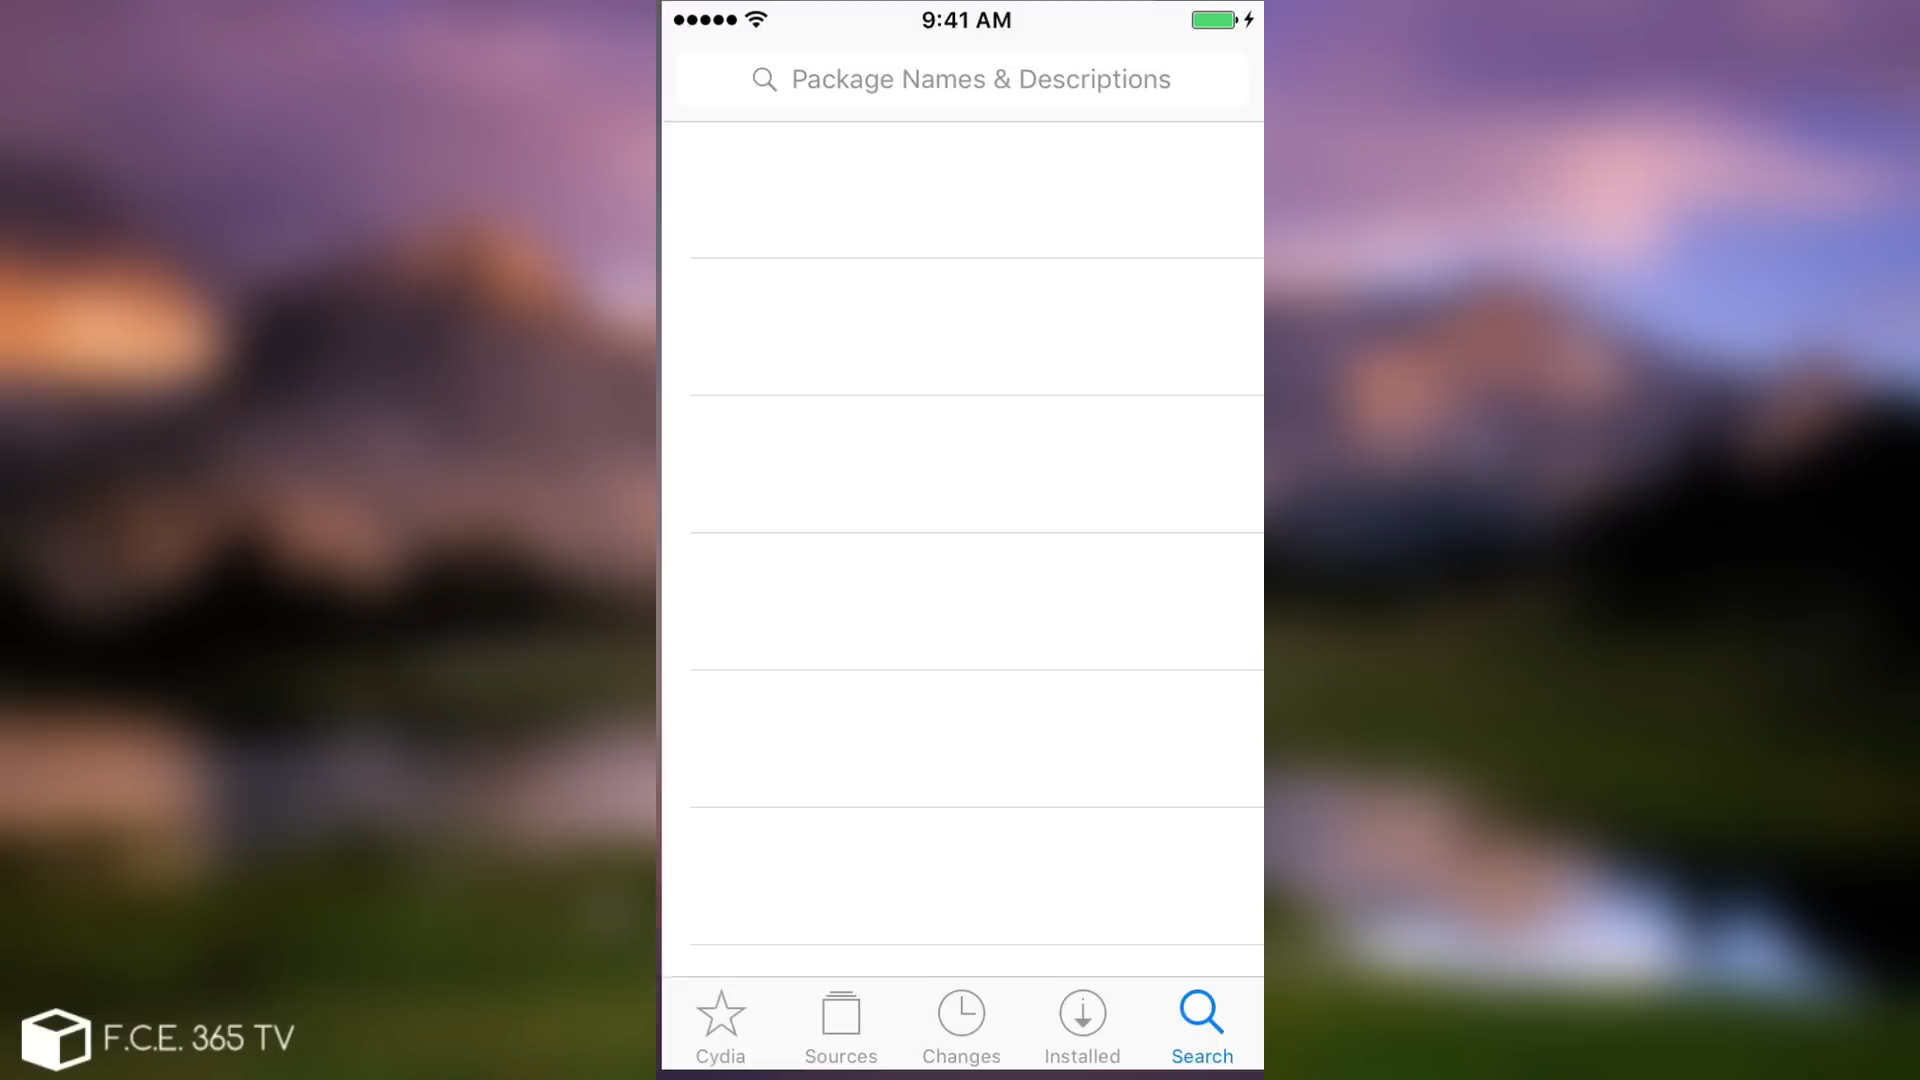 9:41 AM
Package Names & Descriptions
Cydia
Sources
Changes
Installed
Search
F.C.E. 365 TV